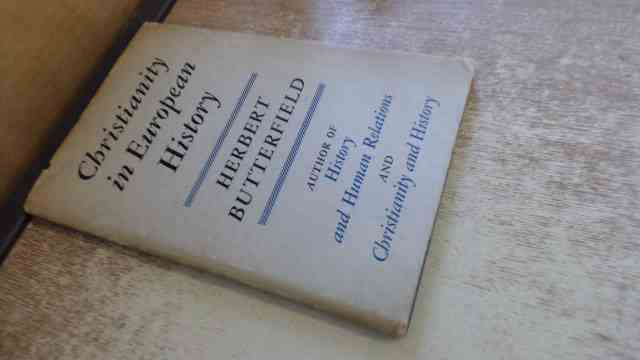 Christianity
in European
History
HERBERT
BUTTERFIELD
AUTHOR OF
History
and Human Relations
AND
Christianity and History